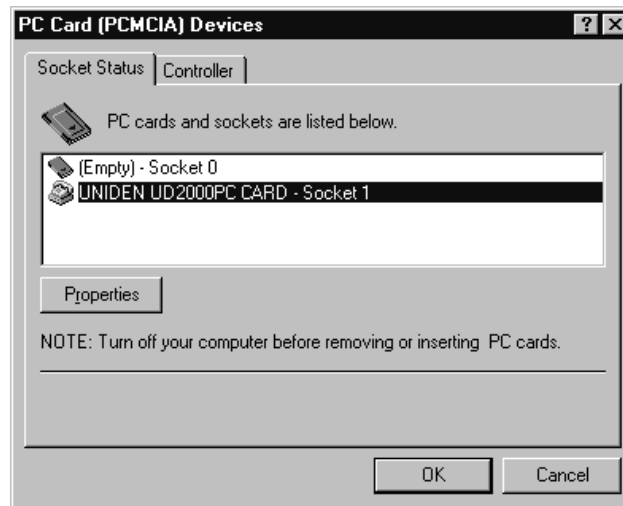 PC Card (PCMCIA) Devices
Socket Status Controller
PC cards and sockets are listed below.
(Empty) - Socket 0
UNIDEN UD2000PC CARD - Socket 1
Properties
NOTE: Turn off your computer before removing or inserting PC cards.
OK Cancel